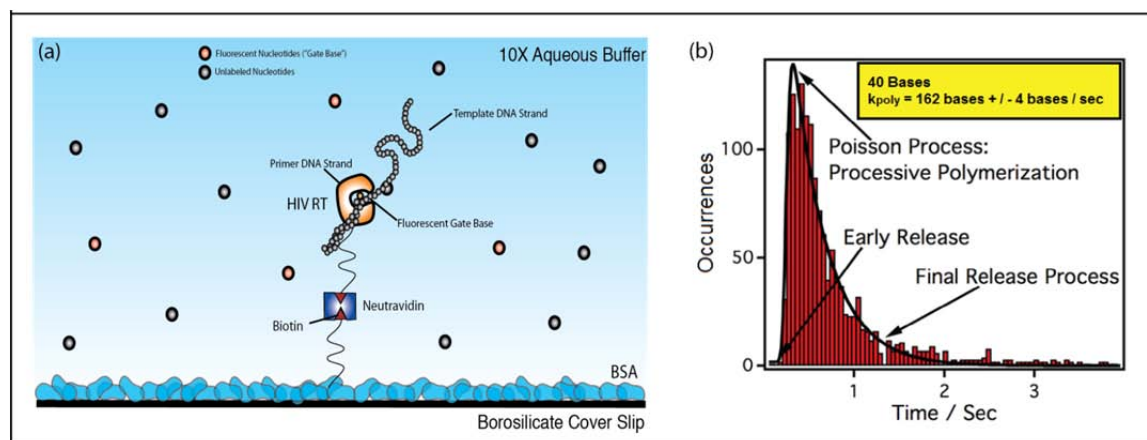 (a)
Fluorescent Nucleotides ("Gate Base")
Unlabeled Nucleotides
10X Aqueous Buffer
Template DNA Strand
Primer DNA Strand
HIV RT
Fluorescent Gate Base
Neutravidin
Biotin
BSA
Borosilicate Cover Slip
(b)
40 Bases
kpoly = 162 bases + / - 4 bases / sec
Poisson Process:
Processive Polymerization
Early Release
Final Release Process
Occurrences
100
50
0
1
2
3
Time / Sec